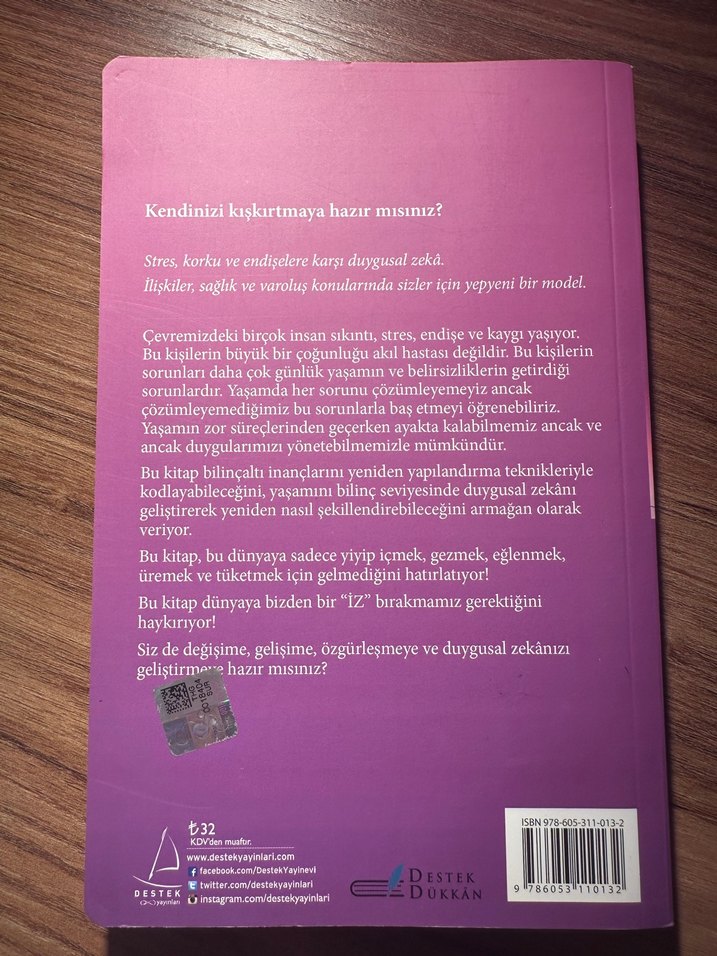 Kendinizi kışkırtmaya hazır mısınız?
Stres, korku ve endişelere karşı duygusal zekâ.
İlişkiler, sağlık ve varoluş konularında sizler için yepyeni bir model.
Çevremizdeki birçok insan sıkıntı, stres, endişe ve kaygı yaşıyor.
Bu kişilerin büyük bir çoğunluğu akıl hastası değildir. Bu kişilerin
sorunları daha çok günlük yaşamın ve belirsizliklerin getirdiği
sorunlardır. Yaşamda her sorunu çözümleyemeyiz ancak
çözümleyemediğimiz bu sorunlarla baş etmeyi öğrenebiliriz.
Yaşamın zor süreçlerinden geçerken ayakta kalabilmemiz ancak ve
ancak duygularımızı yönetebilmemizle mümkündür.
Bu kitap bilinçaltı inançlarını yeniden yapılandırma teknikleriyle
kodlayabileceğini, yaşamını bilinç seviyesinde duygusal zekânı
geliştirerek yeniden nasıl şekillendirebileceğini armağan olarak
veriyor.
Bu kitap, bu dünyaya sadece yiyip içmek, gezmek, eğlenmek,
üremek ve tüketmek için gelmediğini hatırlatıyor!
Bu kitap dünyaya bizden bir “İZ” bırakmamız gerektiğini
haykırıyor!
Siz de değişime, gelişime, özgürleşmeye ve duygusal zekânızı
geliştirmeye hazır mısınız?
THG
0018404
SUR
₺32
KDV'den muaftır.
www.destekyayinlari.com
facebook.com/DestekYayinevi
twitter.com/destekyayinlari
instagram.com/destekyayinlari
DESTEK
yayınları
DESTEK
DÜKKÂN
ISBN 978-605-311-013-2
9 786053 110132